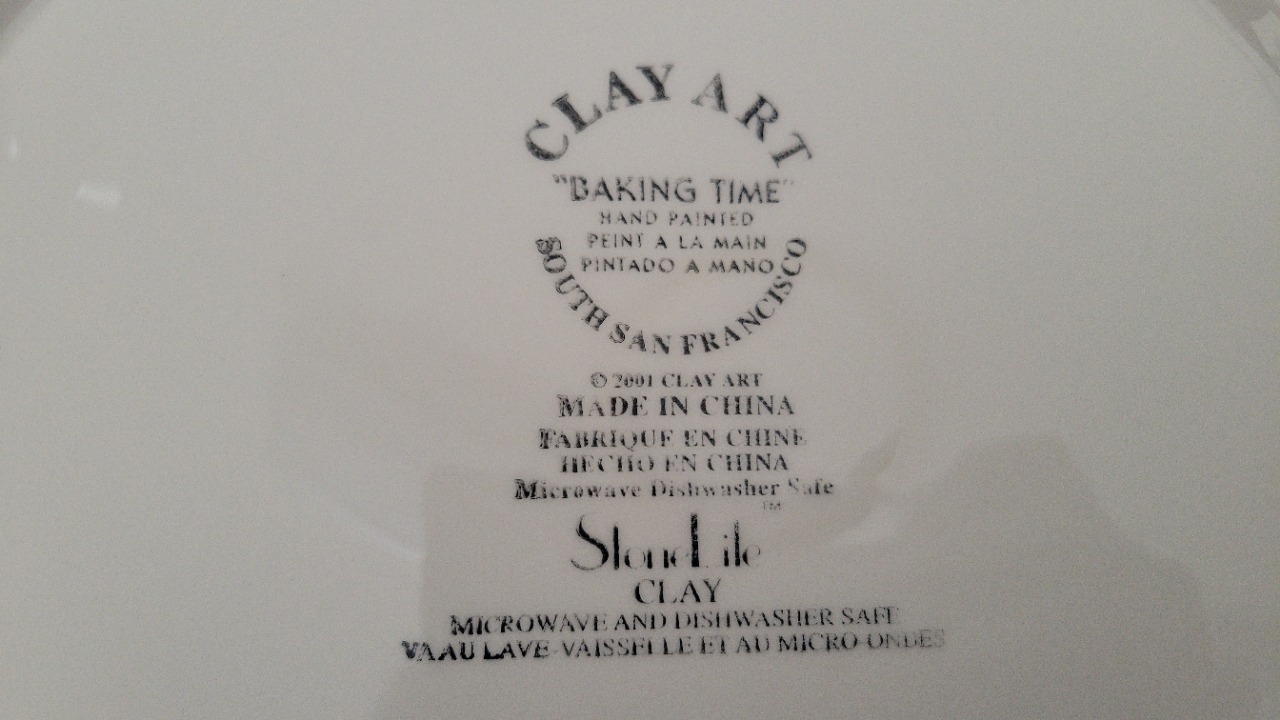 CLAY ART
"BAKING TIME"
HAND PAINTED
PEINT A LA MAIN
PINTADO A MANO
SOUTH SAN FRANCISCO
© 2001 CLAY ART
MADE IN CHINA
FABRIQUE EN CHINE
HECHO EN CHINA
Microwave Dishwasher Safe
StoneLite™
CLAY
MICROWAVE AND DISHWASHER SAFE
VA AU LAVE-VAISSELLE ET AU MICRO-ONDES